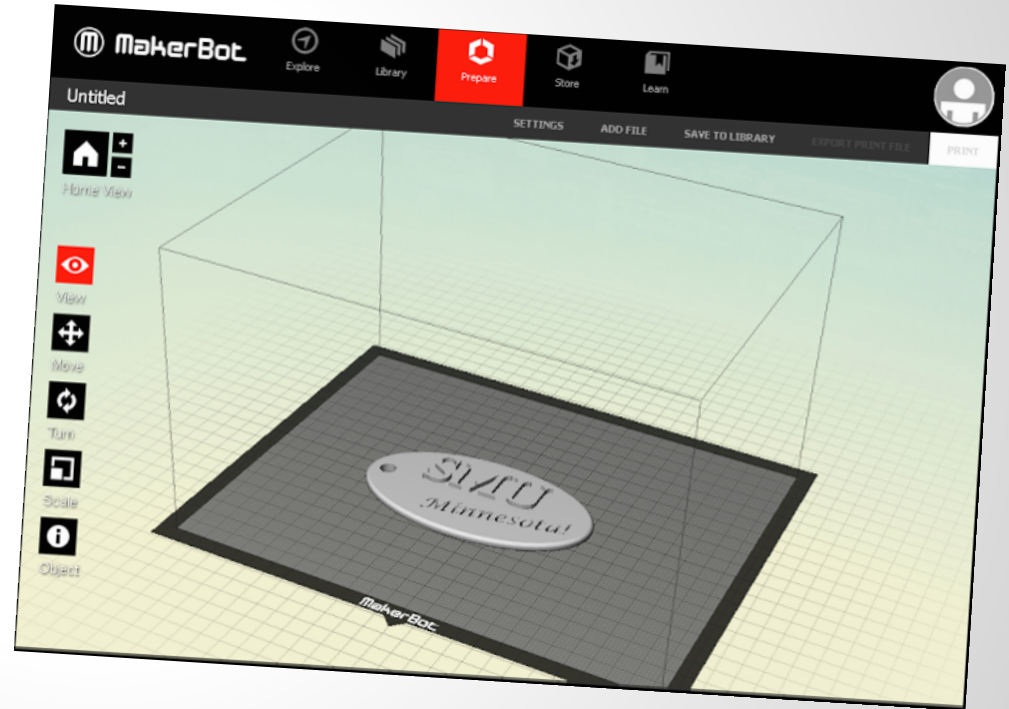 MakerBot
Explore
Library
Prepare
Store
Learn
Untitled
SETTINGS
ADD FILE
SAVE TO LIBRARY
EXPORT PRINT FILE
PRINT
Home View
View
Move
Turn
Scale
Object
SMU
Minnesota!
MakerBot